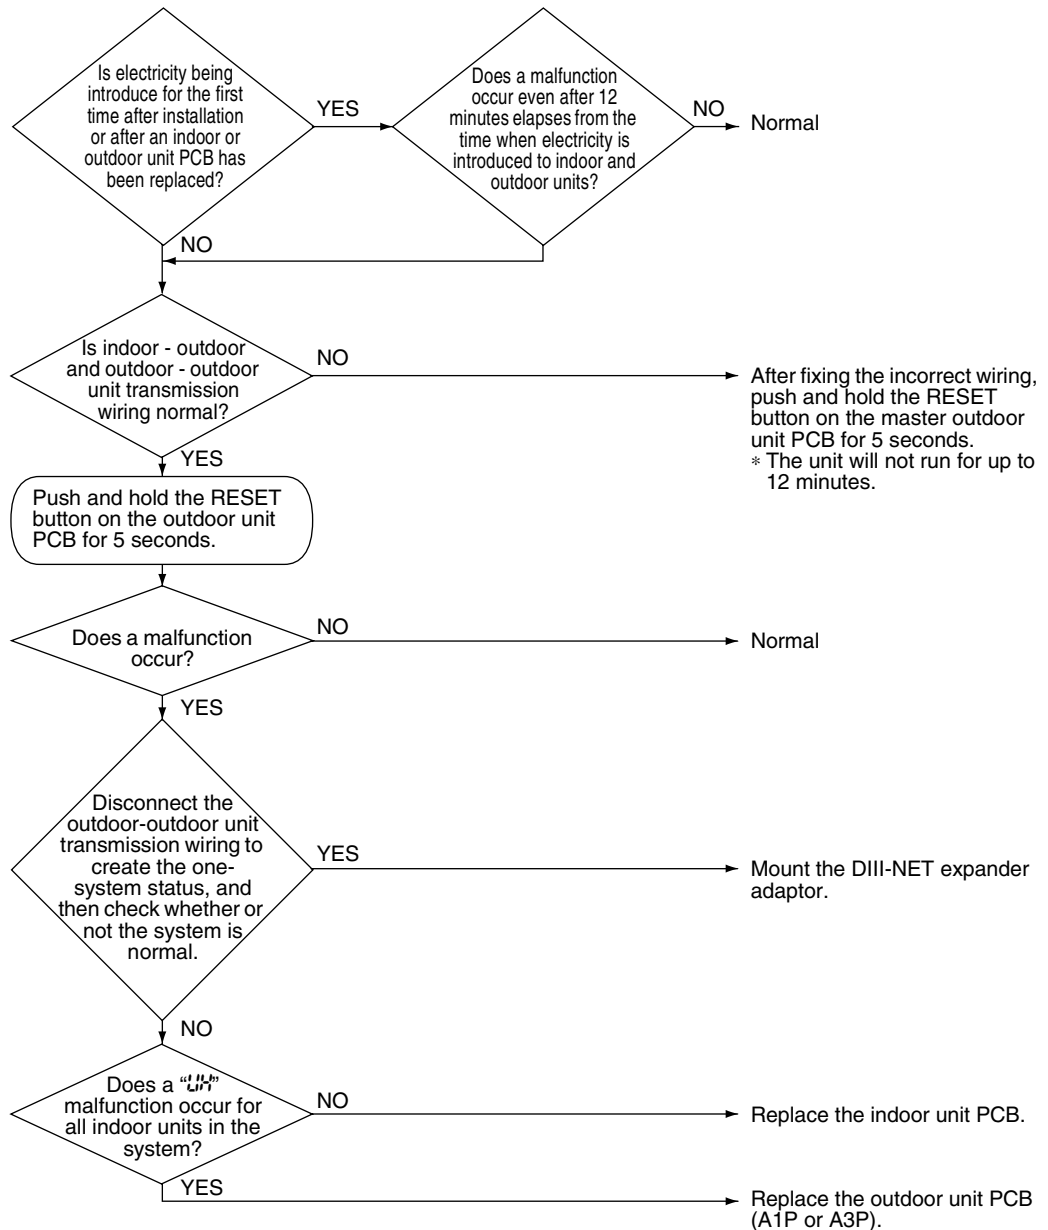 Is electricity being
introduce for the first
time after installation
or after an indoor or
outdoor unit PCB has
been replaced?
YES
Does a malfunction
occur even after 12
minutes elapses from the
time when electricity is
introduced to indoor and
outdoor units?
NO
Normal
NO
Is indoor - outdoor
and outdoor - outdoor
unit transmission
wiring normal?
NO
After fixing the incorrect wiring,
push and hold the RESET
button on the master outdoor
unit PCB for 5 seconds.
* The unit will not run for up to
12 minutes.
YES
Push and hold the RESET
button on the outdoor unit
PCB for 5 seconds.
Does a malfunction
occur?
NO
Normal
YES
Disconnect the
outdoor-outdoor unit
transmission wiring to
create the one-
system status, and
then check whether or
not the system is
normal.
YES
Mount the DIII-NET expander
adaptor.
NO
Does a “UH”
malfunction occur for
all indoor units in the
system?
NO
Replace the indoor unit PCB.
YES
Replace the outdoor unit PCB
(A1P or A3P).